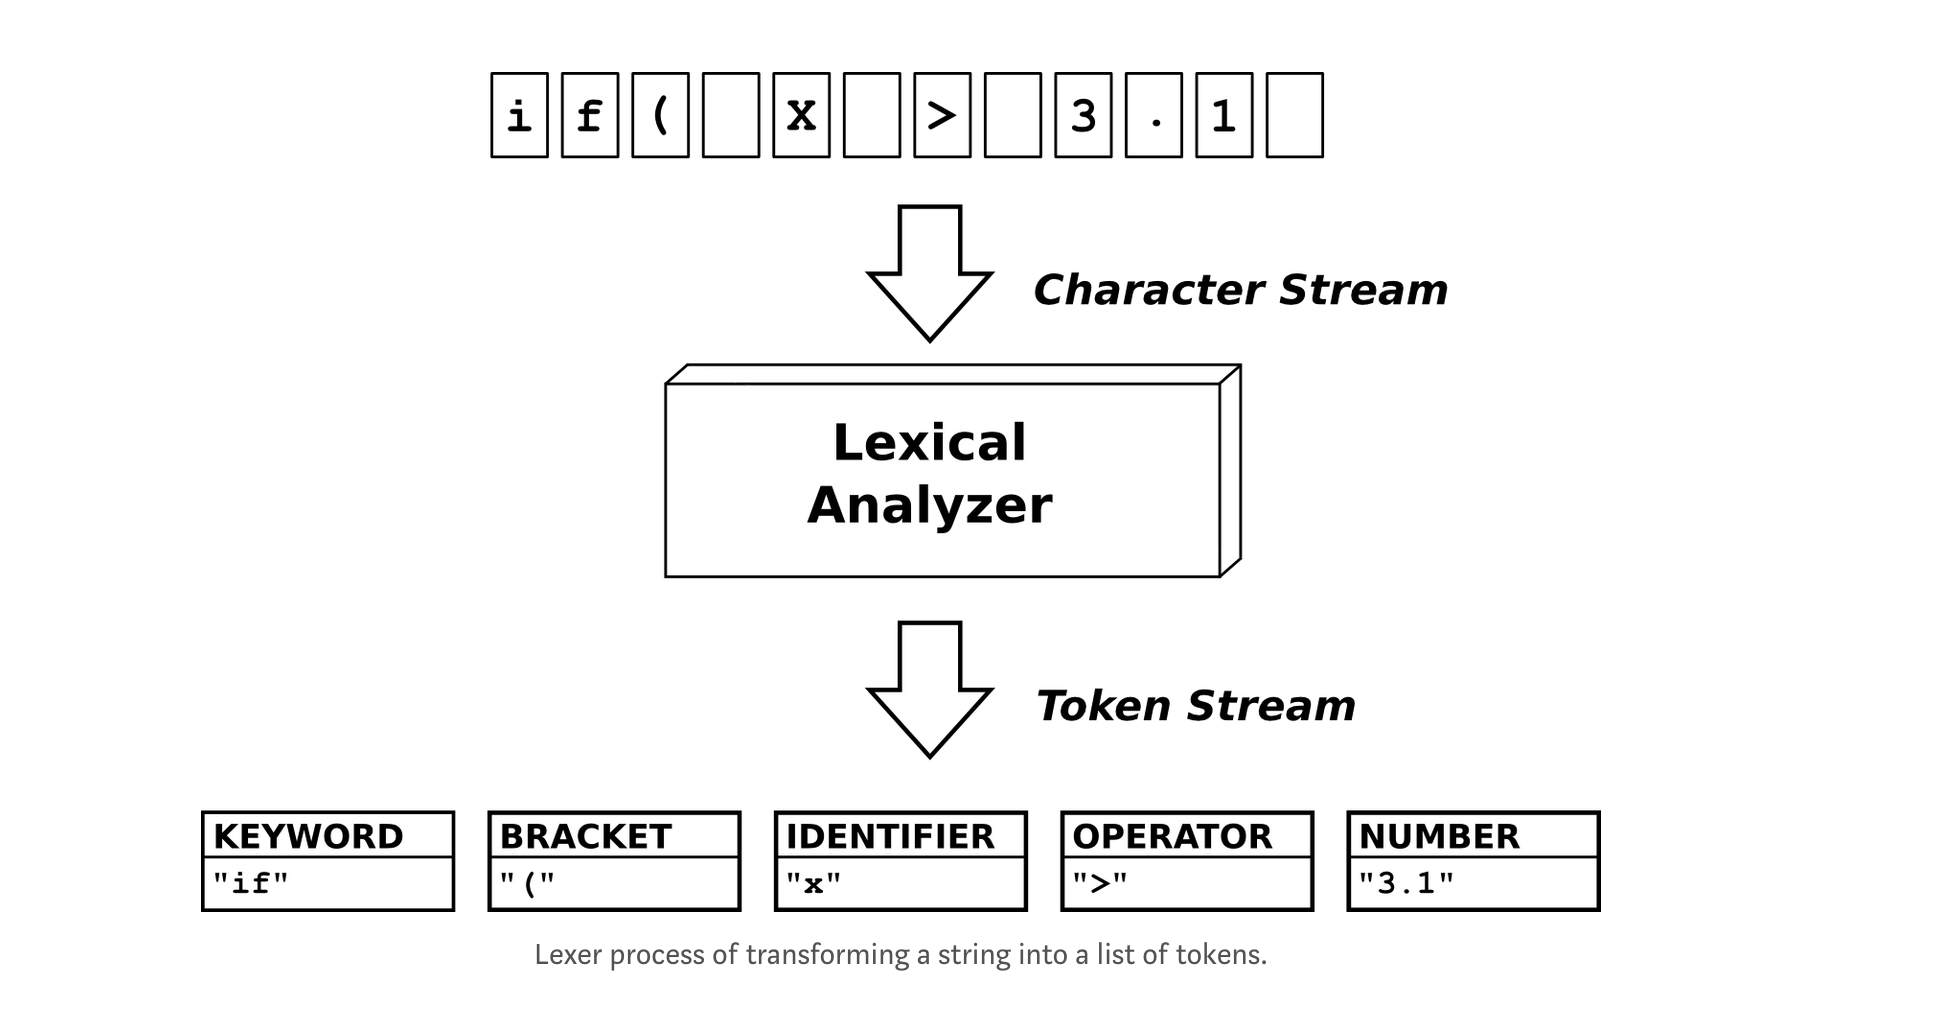 i f ( X > 3 . 1
Character Stream
Lexical
Analyzer
Token Stream
KEYWORD BRACKET IDENTIFIER OPERATOR NUMBER
"if" "(" "x" ">" "3.1"
Lexer process of transforming a string into a list of tokens.